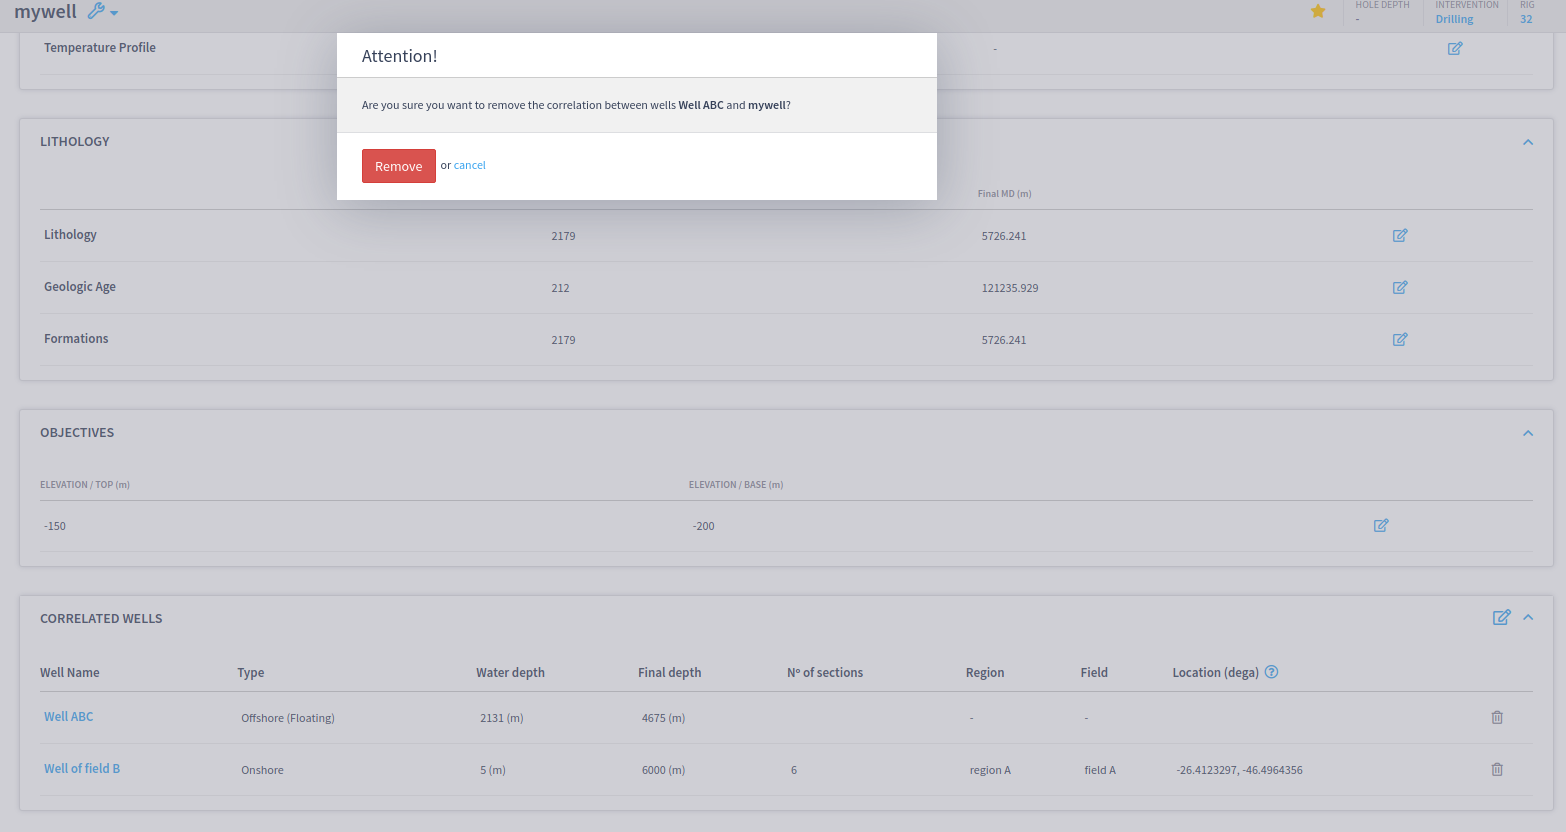 mywell
HOLE DEPTH
-
INTERVENTION
Drilling
RIG
32
Temperature Profile -
Attention!
Are you sure you want to remove the correlation between wells Well ABC and mywell?
Remove or cancel
LITHOLOGY
Final MD (m)
Lithology 2179 5726.241
Geologic Age 212 121235.929
Formations 2179 5726.241
OBJECTIVES
ELEVATION / TOP (m) ELEVATION / BASE (m)
-150 -200
CORRELATED WELLS
Well Name Type Water depth Final depth Nº of sections Region Field Location (dega) ?
Well ABC Offshore (Floating) 2131 (m) 4675 (m) - -
Well of field B Onshore 5 (m) 6000 (m) 6 region A field A -26.4123297, -46.4964356